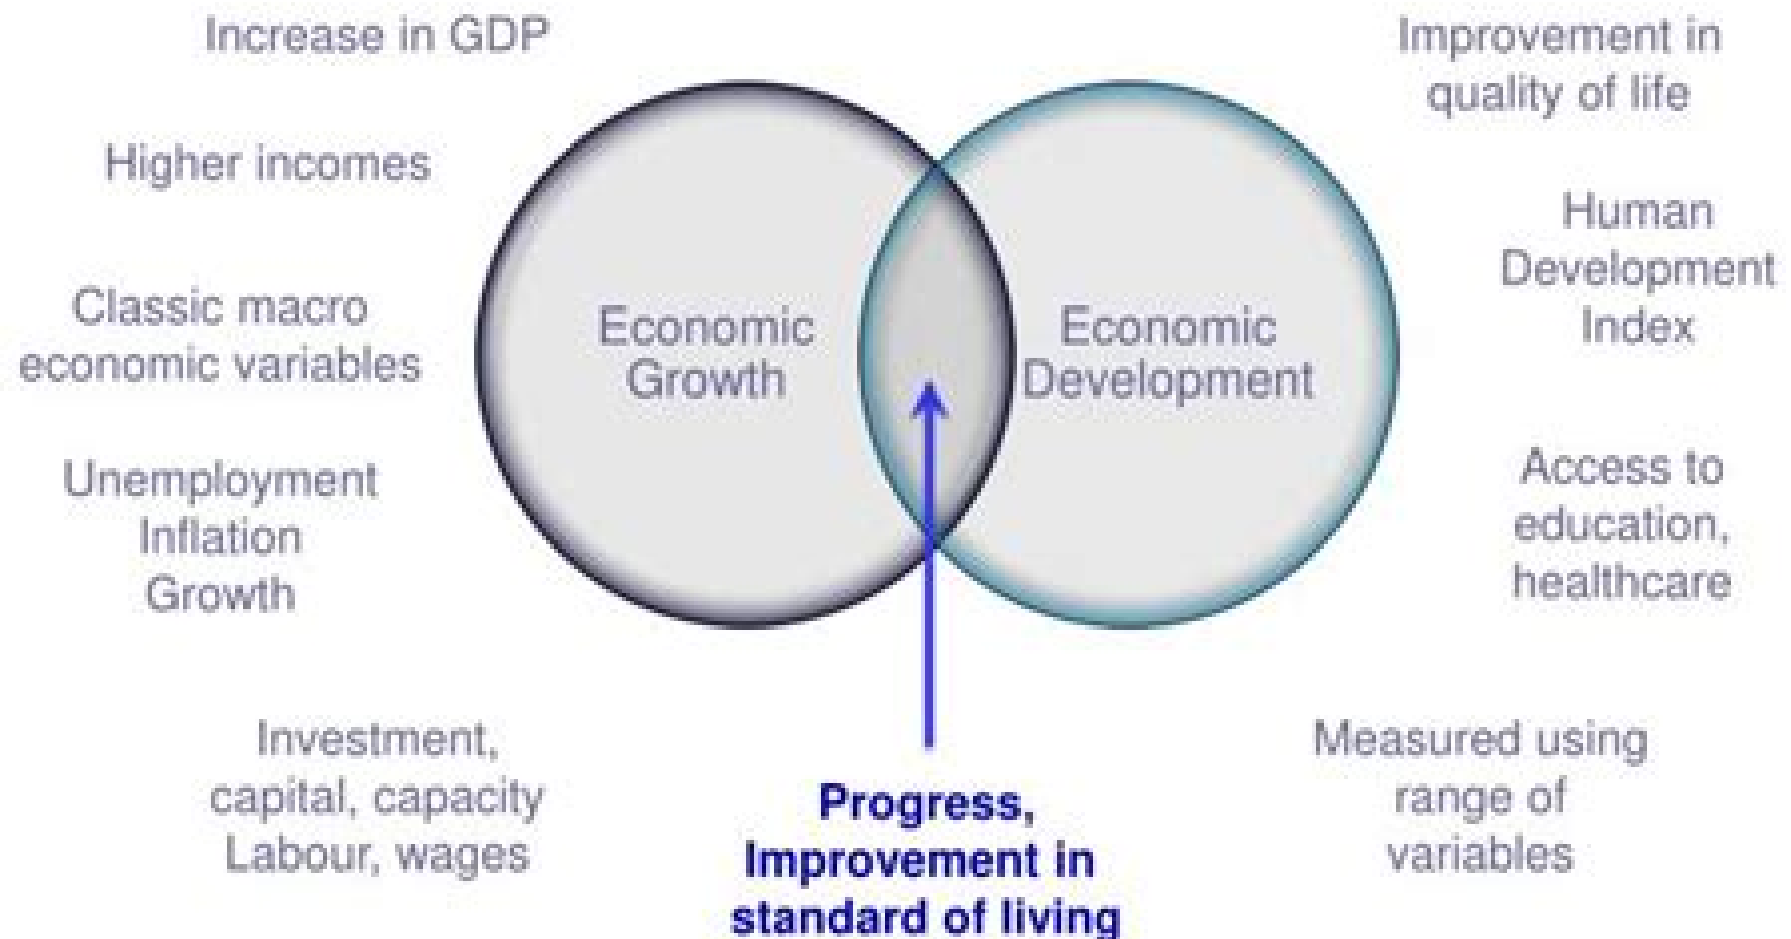 Increase in GDP
Higher incomes
Classic macro
economic variables
Unemployment
Inflation
Growth
Investment,
capital, capacity
Labour, wages
Economic
Growth
Economic
Development
Progress,
Improvement in
standard of living
Improvement in
quality of life
Human
Development
Index
Access to
education,
healthcare
Measured using
range of
variables